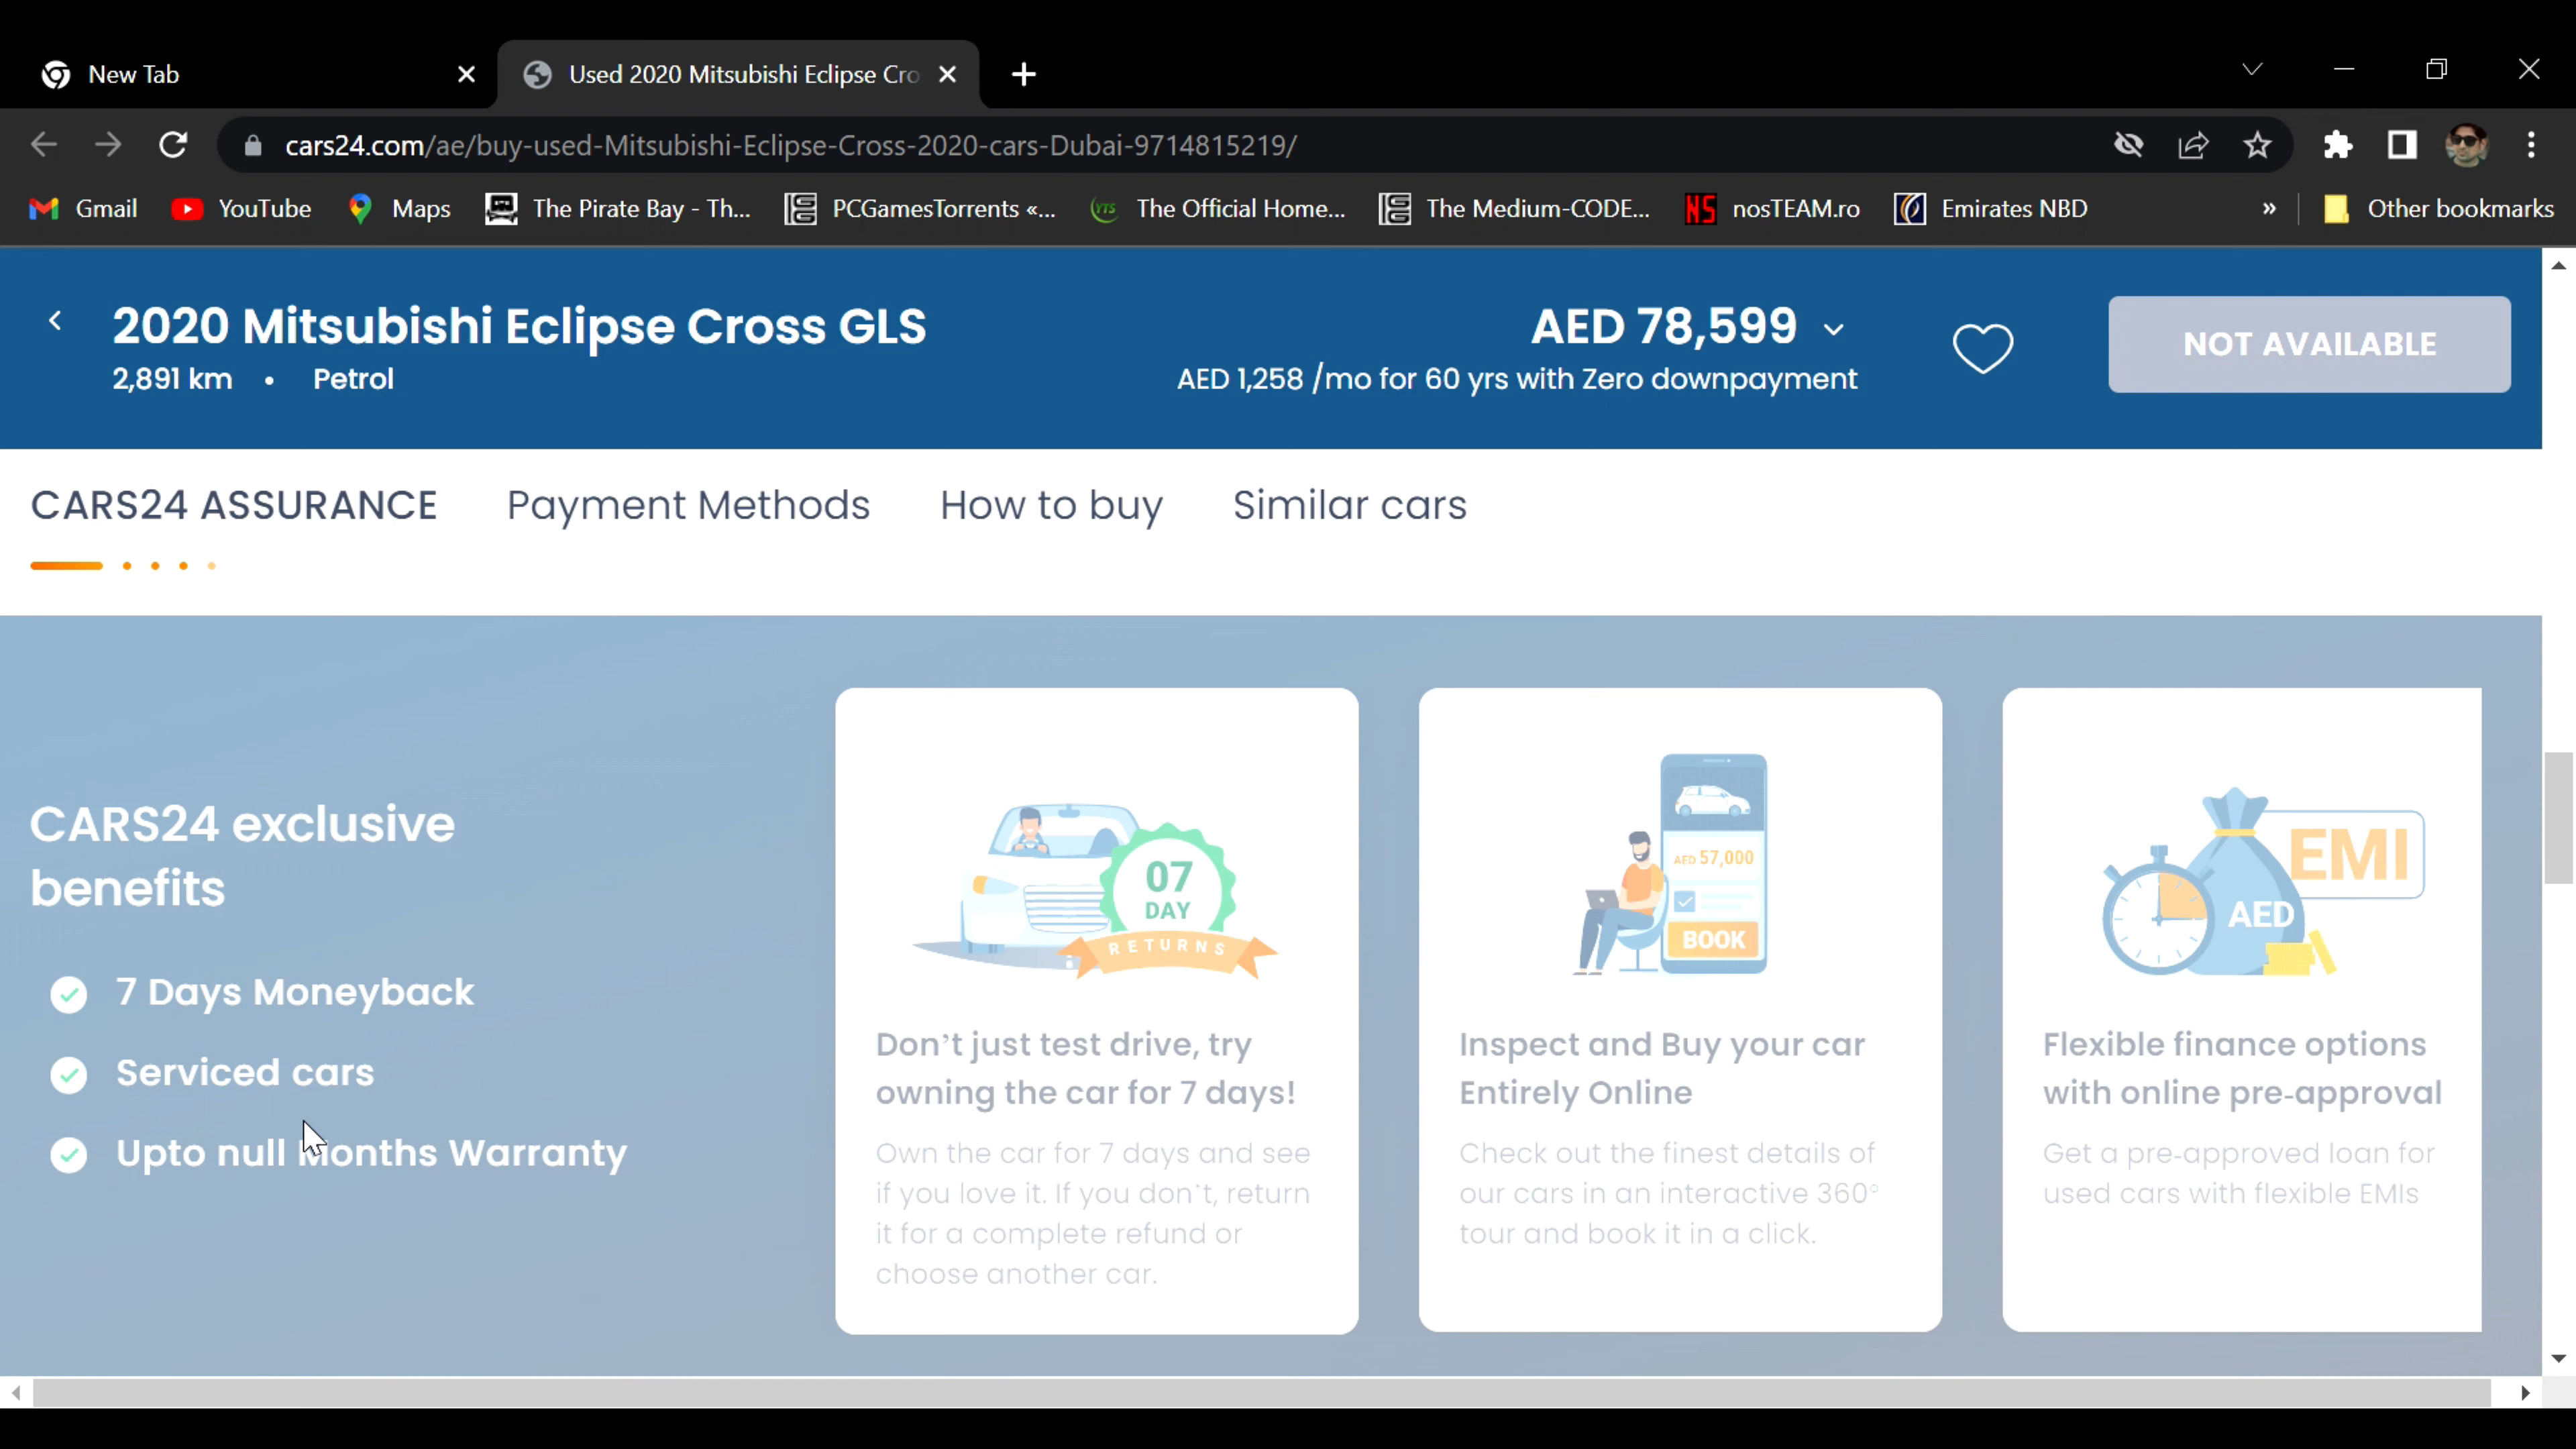 New Tab
Used 2020 Mitsubishi Eclipse Cro
cars24.com/ae/buy-used-Mitsubishi-Eclipse-Cross-2020-cars-Dubai-9714815219/
Gmail YouTube Maps The Pirate Bay - Th... PCGamesTorrents «... YTS The Official Home... The Medium-CODE... NS nosTEAM.ro Emirates NBD » Other bookmarks
2020 Mitsubishi Eclipse Cross GLS
2,891 km • Petrol
AED 78,599
AED 1,258 /mo for 60 yrs with Zero downpayment
NOT AVAILABLE
CARS24 ASSURANCE Payment Methods How to buy Similar cars
CARS24 exclusive
benefits
7 Days Moneyback
Serviced cars
Upto null Months Warranty
07
DAY
RETURNS
Don't just test drive, try
owning the car for 7 days!
Own the car for 7 days and see
if you love it. If you don`t, return
it for a complete refund or
choose another car.
AED 57,000
BOOK
Inspect and Buy your car
Entirely Online
Check out the finest details of
our cars in an interactive 360°
tour and book it in a click.
EMI
AED
Flexible finance options
with online pre-approval
Get a pre-approved loan for
used cars with flexible EMIs